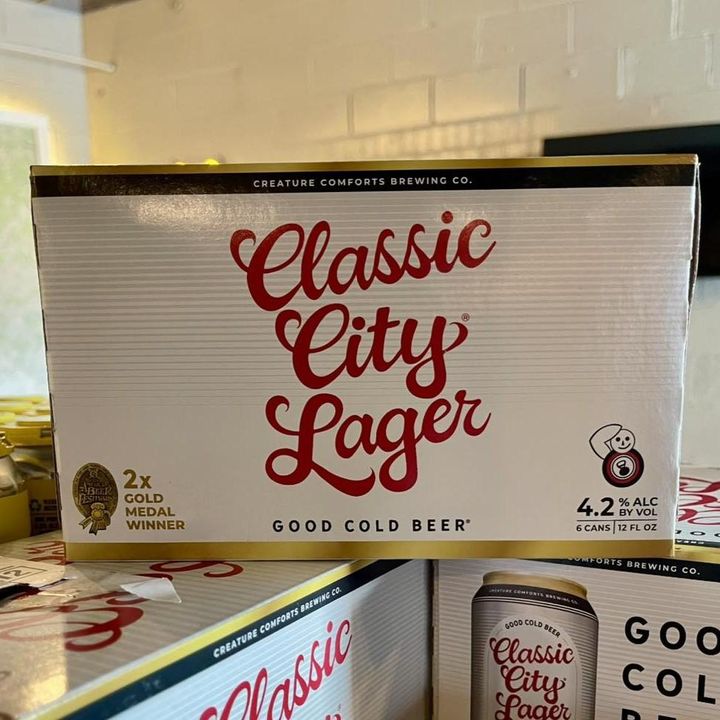 CREATURE COMFORTS BREWING CO.
Classic
City®
Lager
2x
GOLD
MEDAL
WINNER
GOOD COLD BEER®
4.2 % ALC
BY VOL
6 CANS | 12 FL OZ
CREATURE COMFORTS BREWING CO.
Classic
COMFORTS BREWING CO.
CREATURE COMFORTS BREWING CO.
GOOD COLD BEER
Classic
City
Lager
GOO
COL